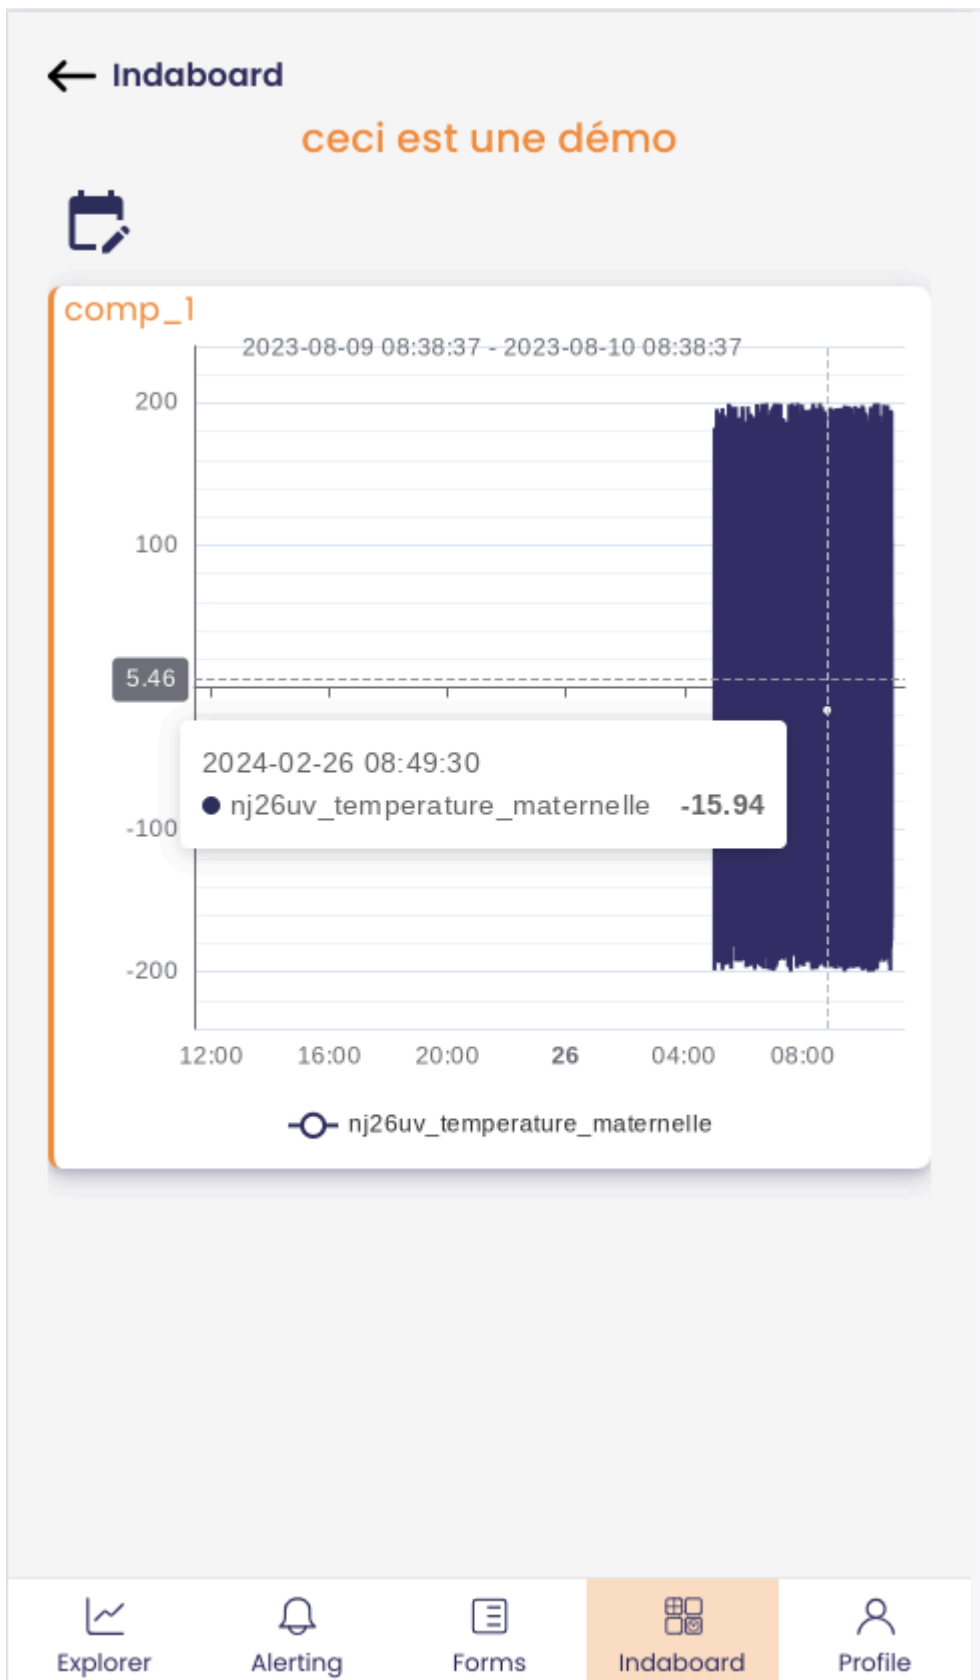 Indaboard
ceci est une démo
comp_1
2023-08-09 08:38:37 - 2023-08-10 08:38:37
200
100
5.46
2024-02-26 08:49:30
nj26uv_temperature_maternelle -15.94
-100
-200
12:00 16:00 20:00 26 04:00 08:00
nj26uv_temperature_maternelle
Explorer Alerting Forms Indaboard Profile